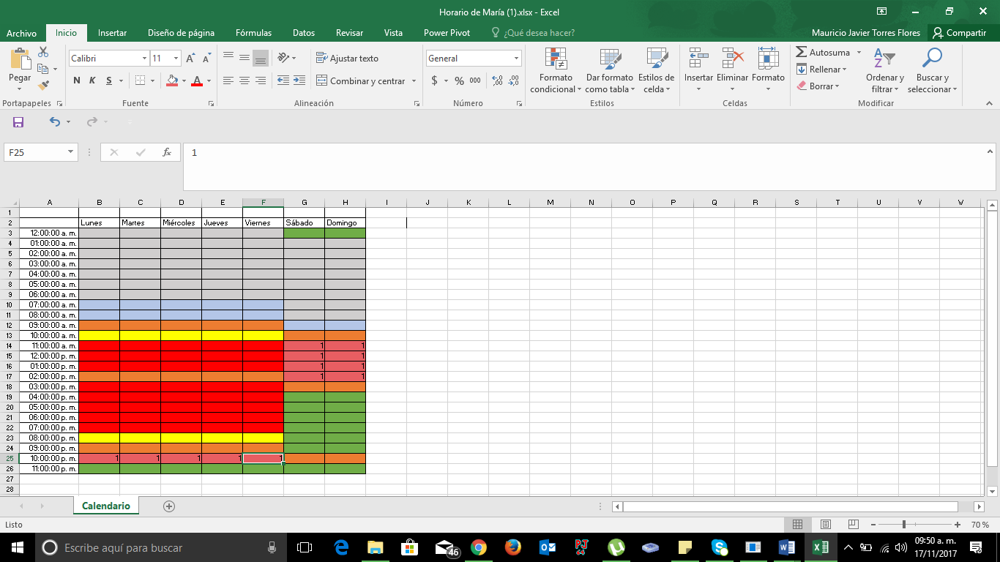 Horario de María (1).xlsx - Excel
Archivo Inicio Insertar Diseño de página Fórmulas Datos Revisar Vista Power Pivot ¿Qué desea hacer? Mauricio Javier Torres Flores Compartir
Pegar
Calibri 11
N K S
Ajustar texto
Combinar y centrar
General
$ % 000
Formato condicional
Dar formato como tabla
Estilos de celda
Insertar Eliminar Formato
Autosuma
Rellenar
Borrar
Ordenar y filtrar
Buscar y seleccionar
Portapapeles Fuente Alineación Número Estilos Celdas Modificar
F25 fx 1
A B C D E F G H I J K L M N O P Q R S T U V W
1
2 Lunes Martes Miércoles Jueves Viernes Sábado Domingo
3 12:00:00 a. m.
4 01:00:00 a. m.
5 02:00:00 a. m.
6 03:00:00 a. m.
7 04:00:00 a. m.
8 05:00:00 a. m.
9 06:00:00 a. m.
10 07:00:00 a. m.
11 08:00:00 a. m.
12 09:00:00 a. m.
13 10:00:00 a. m.
14 11:00:00 a. m. 1 1
15 12:00:00 p. m. 1 1
16 01:00:00 p. m. 1 1
17 02:00:00 p. m. 1 1
18 03:00:00 p. m.
19 04:00:00 p. m.
20 05:00:00 p. m.
21 06:00:00 p. m.
22 07:00:00 p. m.
23 08:00:00 p. m.
24 09:00:00 p. m.
25 10:00:00 p. m. 1 1 1 1 1
26 11:00:00 p. m.
27
28
Calendario
Listo 70 %
Escribe aquí para buscar 46 09:50 a. m.
17/11/2017